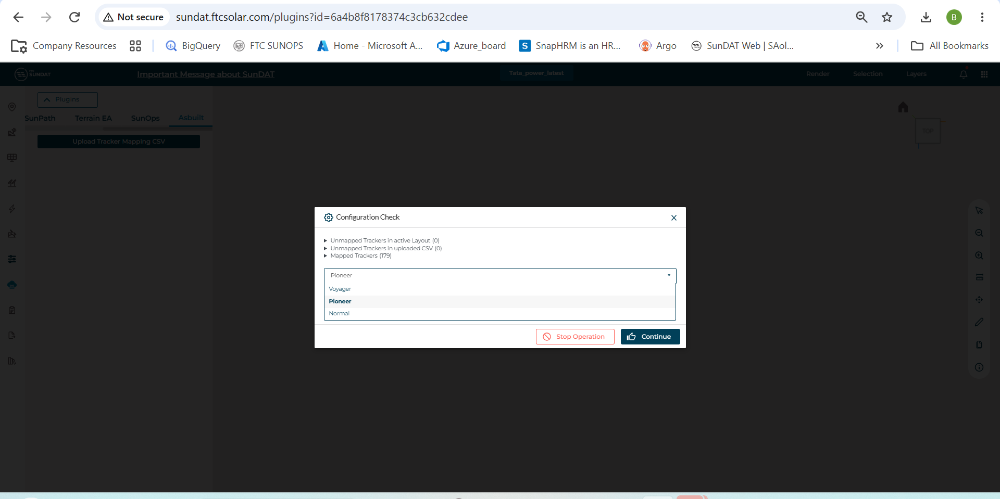 Not secure
sundat.ftcsolar.com/plugins?id=6a4b8f8178374c3cb632cdee
B
Company Resources
BigQuery
FTC SUNOPS
Home - Microsoft A...
Azure_board
S
SnapHRM is an HR...
Argo
SunDAT Web | SAol...
All Bookmarks
SUNDAT
Important Message about SunDAT
Tata_power_latest
Render
Selection
Layers
Plugins
SunPath
Terrain EA
SunOps
Asbuilt
Upload Tracker Mapping CSV
TOP
Configuration Check
Unmapped Trackers in active Layout (0)
Unmapped Trackers in uploaded CSV (0)
Mapped Trackers (179)
Pioneer
Voyager
Pioneer
Normal
Stop Operation
Continue